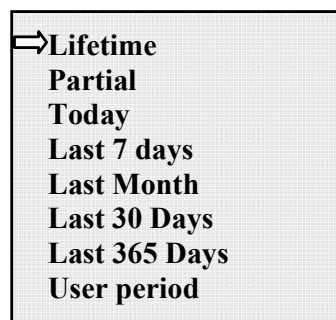 Lifetime
Partial
Today
Last 7 days
Last Month
Last 30 Days
Last 365 Days
User period